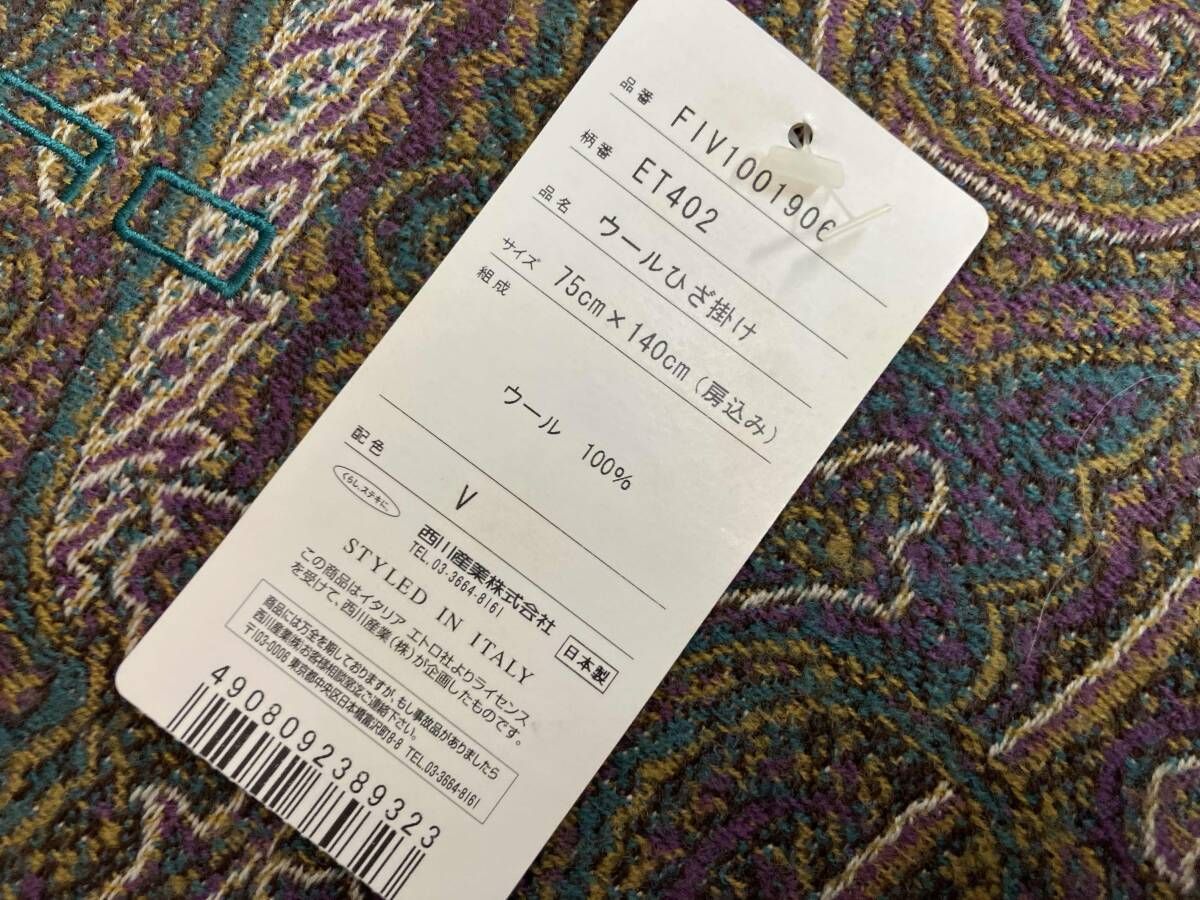 品番 FIV1001906
柄番 ET402
品名 ウールひざ掛け
サイズ 75cm×140cm(房込み)
組成
ウール 100%
配色 V
くらし、ステキに。
西川産業株式会社
TEL.03-3664-8161
日本製
STYLED IN ITALY
この商品はイタリア エトロ社よりライセンス
を受けて、西川産業(株)が企画したものです。
商品には万全を期しておりますが、もし事故品がありましたら
西川産業㈱お客様相談室迄ご連絡下さい。
〒103-0006 東京都中央区日本橋富沢町8-8 TEL.03-3664-8161
4908092389323